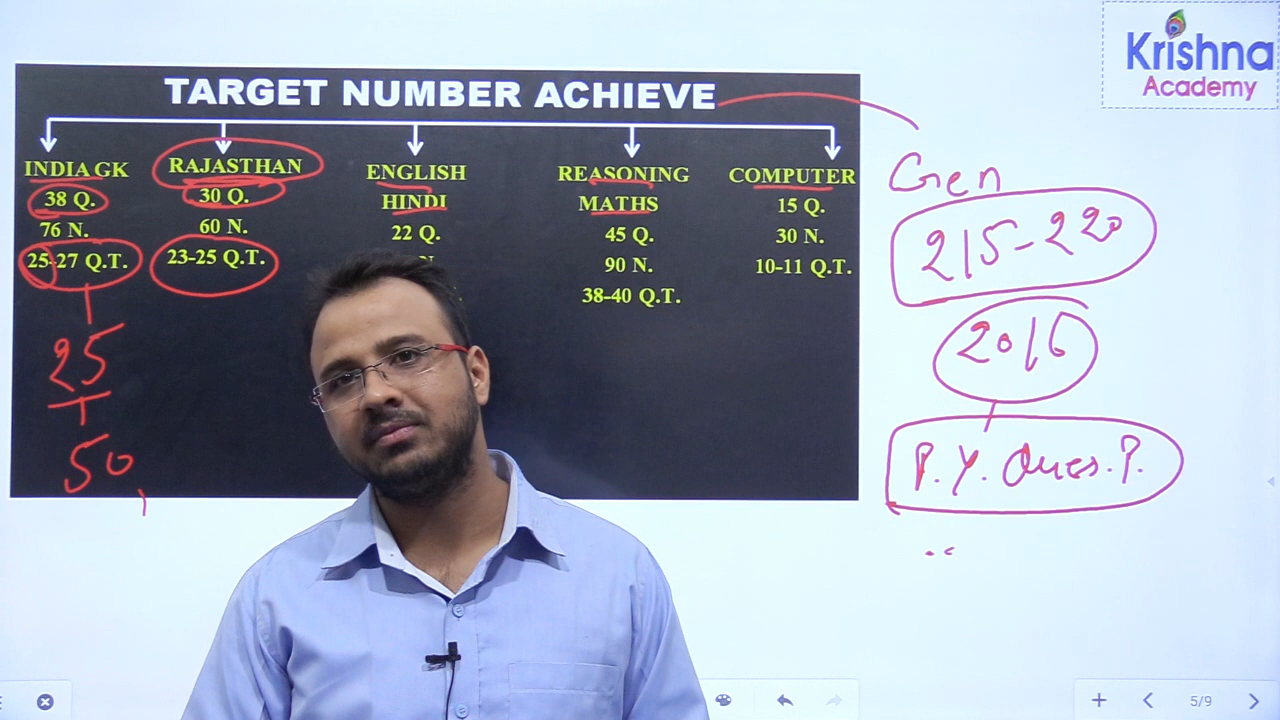 Krishna
Academy
TARGET NUMBER ACHIEVE
INDIA GK
38 Q.
76 N.
25-27 Q.T.
RAJASTHAN
30 Q.
60 N.
23-25 Q.T.
ENGLISH
HINDI
22 Q.
N.
REASONING
MATHS
45 Q.
90 N.
38-40 Q.T.
COMPUTER
15 Q.
30 N.
10-11 Q.T.
25
50
Gen
215-220
2016
P.Y. Ques. P.
5/9